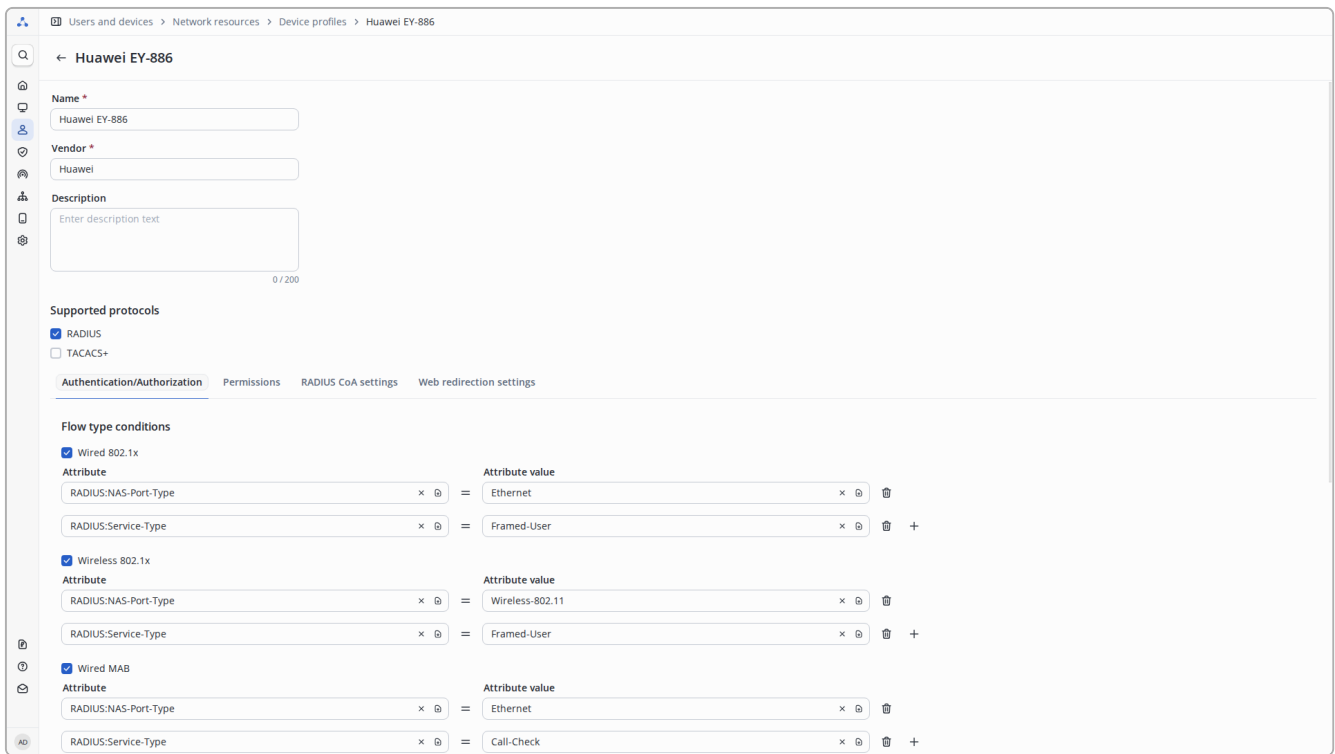 Users and devices > Network resources > Device profiles > Huawei EY-886
← Huawei EY-886
Name *
Huawei EY-886
Vendor *
Huawei
Description
Enter description text
0 / 200
Supported protocols
RADIUS
TACACS+
Authentication/Authorization Permissions RADIUS CoA settings Web redirection settings
Flow type conditions
Wired 802.1x
Attribute Attribute value
RADIUS:NAS-Port-Type = Ethernet
RADIUS:Service-Type = Framed-User
Wireless 802.1x
Attribute Attribute value
RADIUS:NAS-Port-Type = Wireless-802.11
RADIUS:Service-Type = Framed-User
Wired MAB
Attribute Attribute value
RADIUS:NAS-Port-Type = Ethernet
AD RADIUS:Service-Type = Call-Check